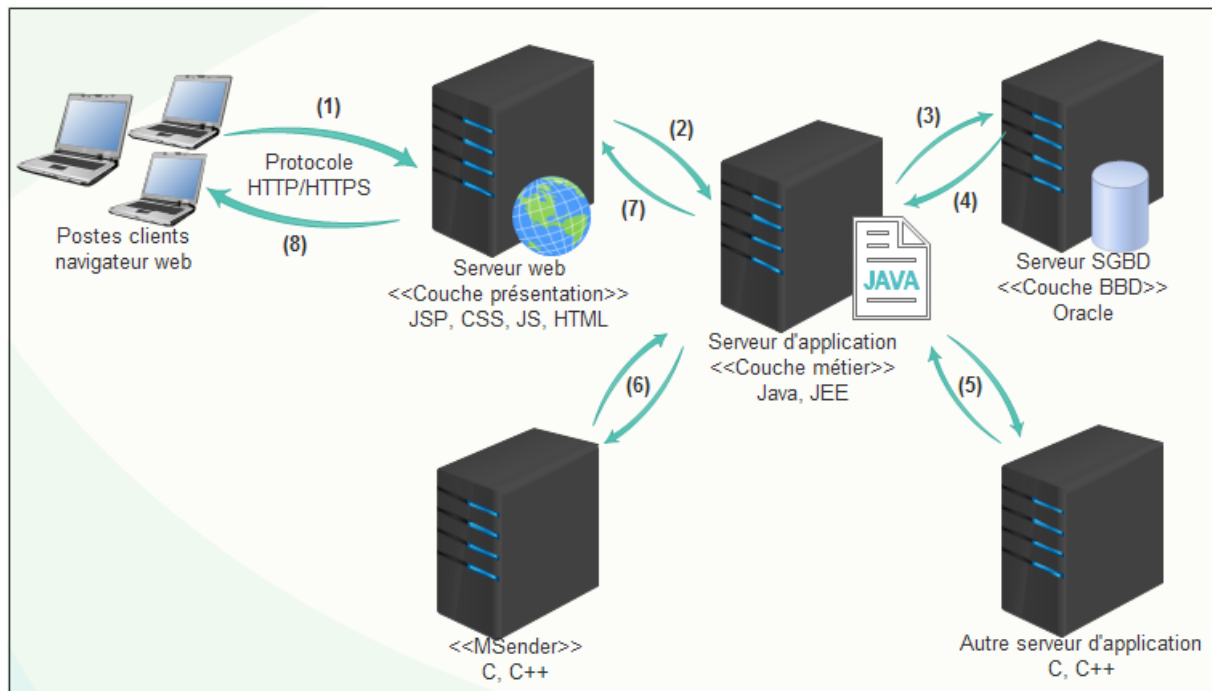 (1)
Protocole
HTTP/HTTPS
(8)
Postes clients
navigateur web
(2)
(7)
Serveur web
<<Couche présentation>>
JSP, CSS, JS, HTML
(3)
(4)
JAVA
Serveur d'application
<<Couche métier>>
Java, JEE
Serveur SGBD
<<Couche BBD>>
Oracle
(6)
(5)
<<MSender>>
C, C++
Autre serveur d'application
C, C++